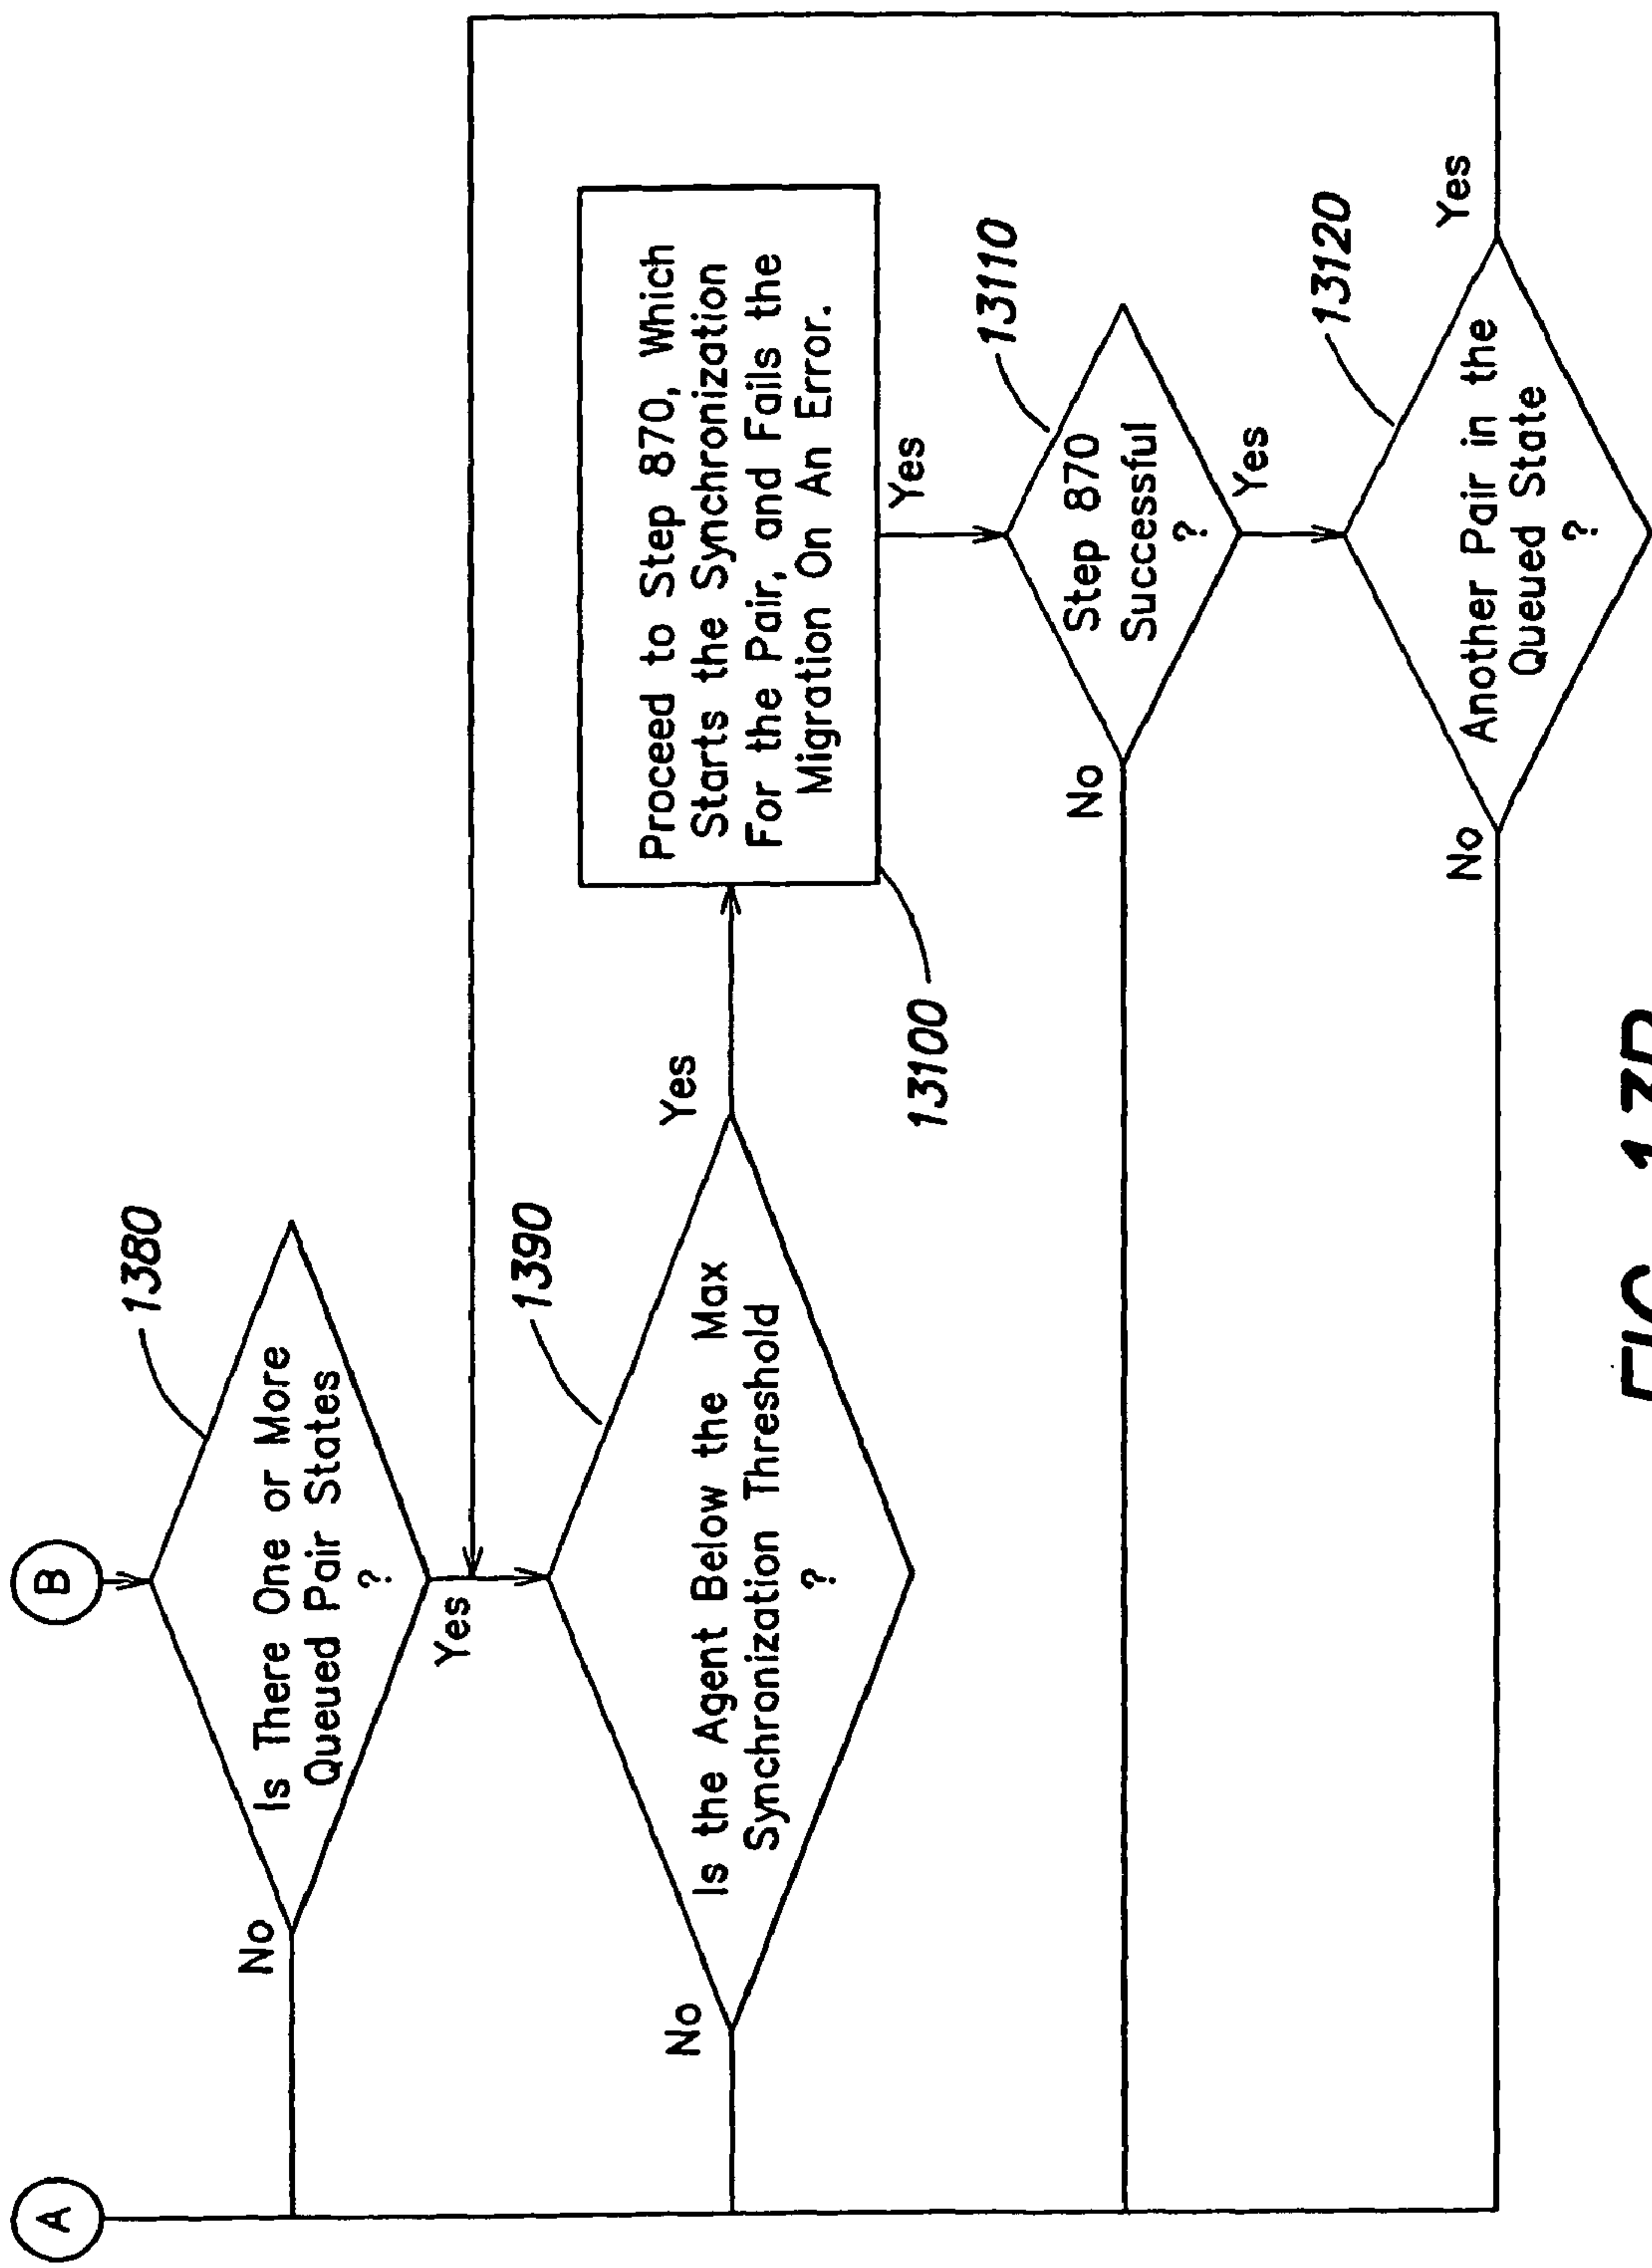 A
B
1380
Is There One or More
Queued Pair States
?
No
Yes
1390
Is the Agent Below the Max
Synchronization Threshold
?
No
Yes
Proceed to Step 870, Which
Starts the Synchronization
For the Pair, and Fails the
Migration On An Error.
13100
Yes
13110
Step 870
Successful
?
No
Yes
13120
Another Pair in the
Queued State
?
No
Yes